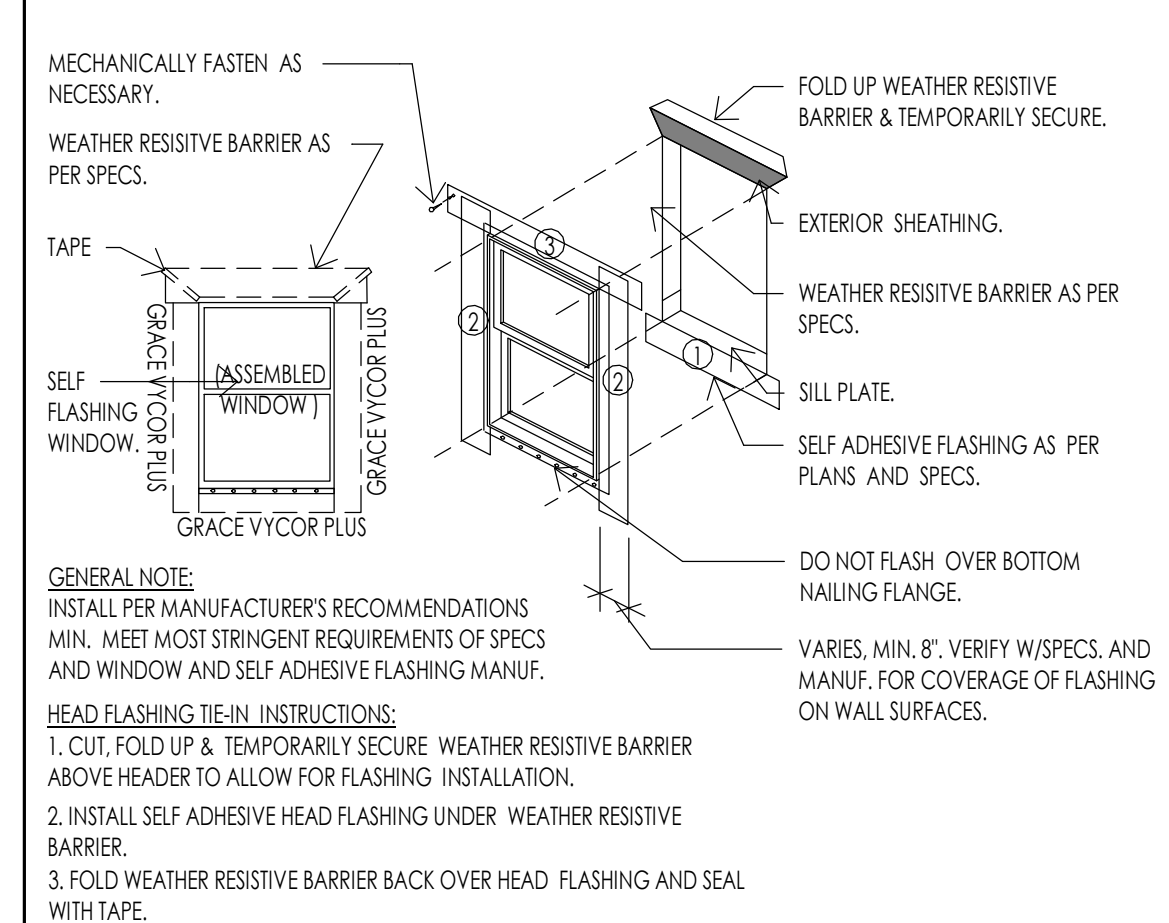 MECHANICALLY FASTEN AS
NECESSARY.
WEATHER RESISITVE BARRIER AS
PER SPECS.
TAPE
SELF
FLASHING
WINDOW.
GRACE VYCOR PLUS
(ASSEMBLED
WINDOW )
GRACE VYCOR PLUS
GRACE VYCOR PLUS
3
2
2
1
FOLD UP WEATHER RESISTIVE
BARRIER & TEMPORARILY SECURE.
EXTERIOR SHEATHING.
WEATHER RESISITVE BARRIER AS PER
SPECS.
SILL PLATE.
SELF ADHESIVE FLASHING AS PER
PLANS AND SPECS.
DO NOT FLASH OVER BOTTOM
NAILING FLANGE.
VARIES, MIN. 8". VERIFY W/SPECS. AND
MANUF. FOR COVERAGE OF FLASHING
ON WALL SURFACES.
GENERAL NOTE:
INSTALL PER MANUFACTURER'S RECOMMENDATIONS
MIN. MEET MOST STRINGENT REQUIREMENTS OF SPECS
AND WINDOW AND SELF ADHESIVE FLASHING MANUF.
HEAD FLASHING TIE-IN INSTRUCTIONS:
1. CUT, FOLD UP & TEMPORARILY SECURE WEATHER RESISTIVE BARRIER
ABOVE HEADER TO ALLOW FOR FLASHING INSTALLATION.
2. INSTALL SELF ADHESIVE HEAD FLASHING UNDER WEATHER RESISTIVE
BARRIER.
3. FOLD WEATHER RESISTIVE BARRIER BACK OVER HEAD FLASHING AND SEAL
WITH TAPE.